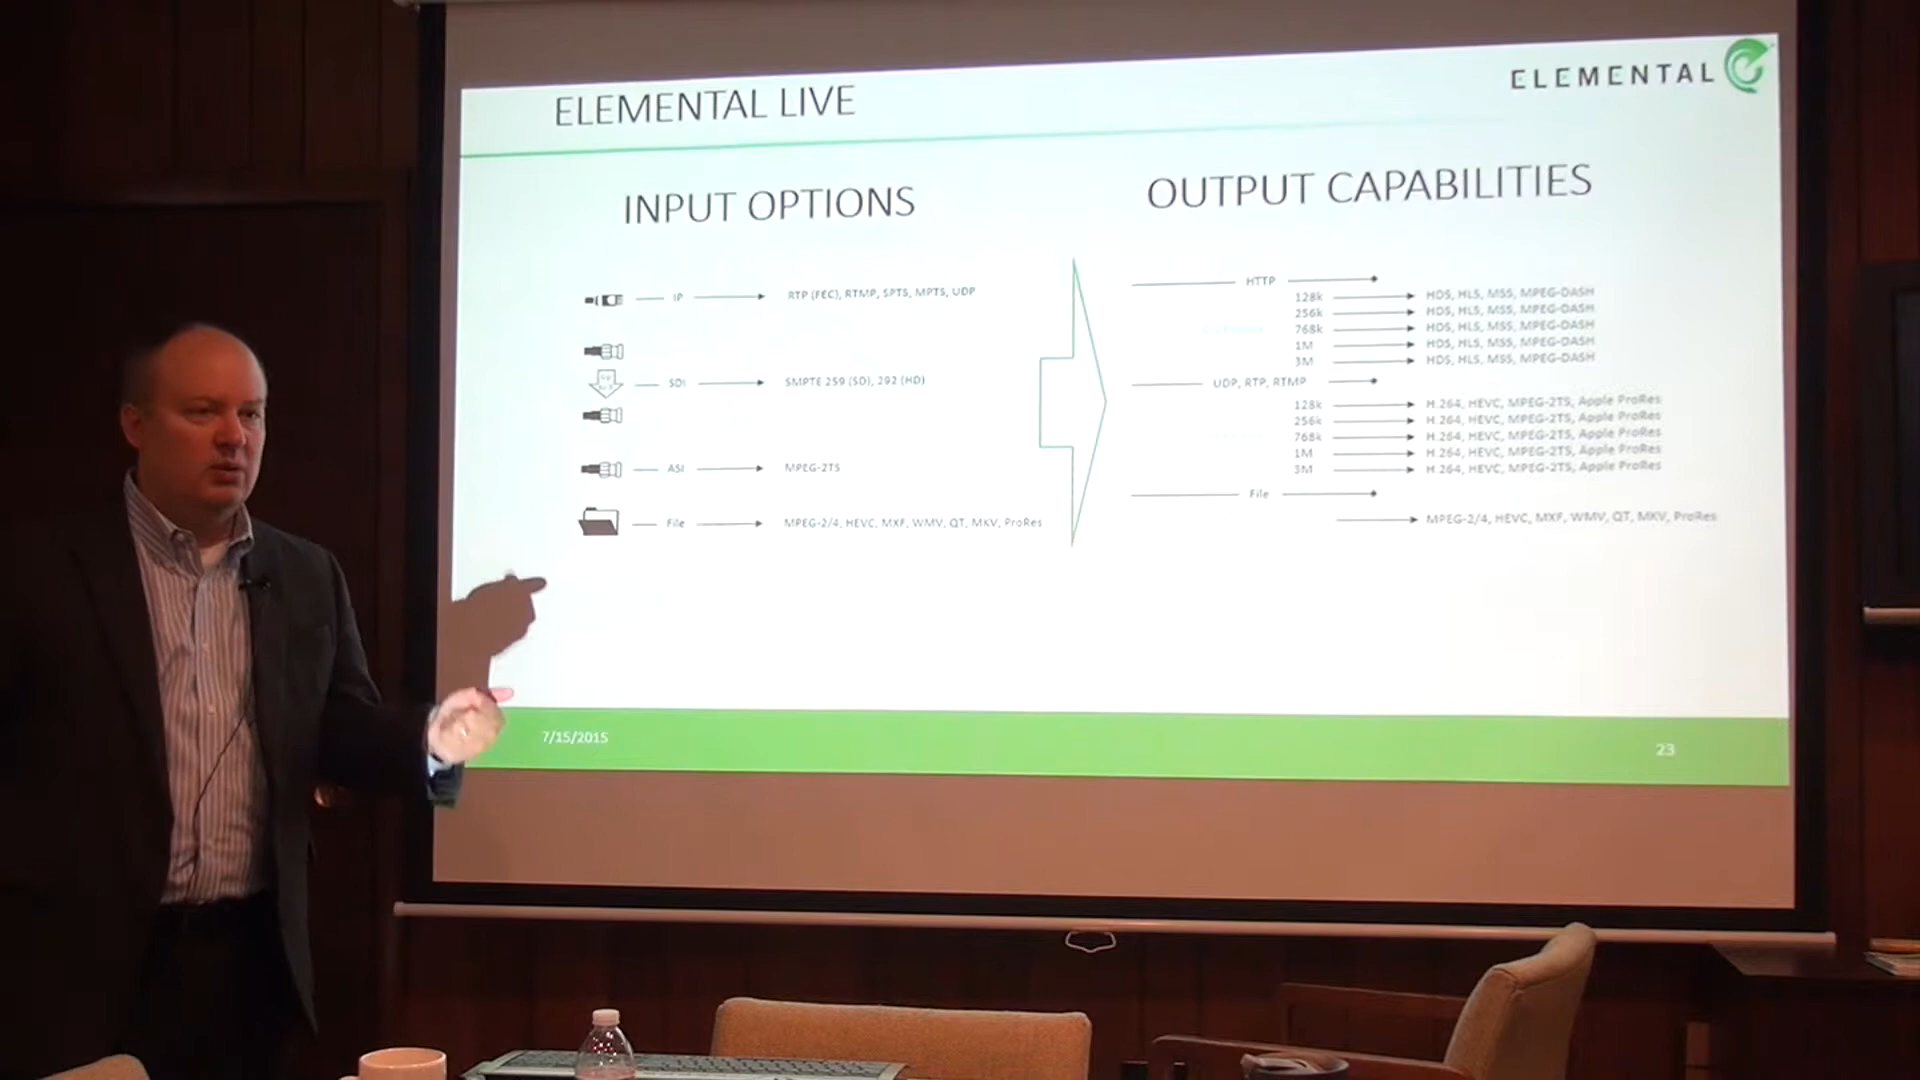 ELEMENTAL
ELEMENTAL LIVE
INPUT OPTIONS
IP
RTP (FEC), RTMP, SPTS, MPTS, UDP
SDI
SMPTE 259 (SD), 292 (HD)
ASI
MPEG-2TS
File
MPEG-2/4, HEVC, MXF, WMV, QT, MKV, ProRes
OUTPUT CAPABILITIES
HTTP
128k HDS, HLS, MSS, MPEG-DASH
256k HDS, HLS, MSS, MPEG-DASH
768k HDS, HLS, MSS, MPEG-DASH
1M HDS, HLS, MSS, MPEG-DASH
3M HDS, HLS, MSS, MPEG-DASH
UDP, RTP, RTMP
128k H.264, HEVC, MPEG-2TS, Apple ProRes
256k H.264, HEVC, MPEG-2TS, Apple ProRes
768k H.264, HEVC, MPEG-2TS, Apple ProRes
1M H.264, HEVC, MPEG-2TS, Apple ProRes
3M H.264, HEVC, MPEG-2TS, Apple ProRes
File
MPEG-2/4, HEVC, MXF, WMV, QT, MKV, ProRes
7/15/2015
23